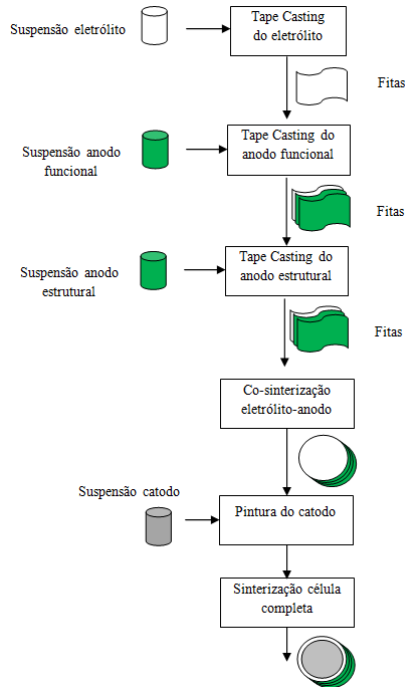 Suspensão eletrólito
Tape Casting
do eletrólito
Fitas
Suspensão anodo
funcional
Tape Casting do
anodo funcional
Fitas
Suspensão anodo
estrutural
Tape Casting do
anodo estrutural
Fitas
Co-sinterização
eletrólito-anodo
Suspensão catodo
Pintura do catodo
Sinterização célula
completa